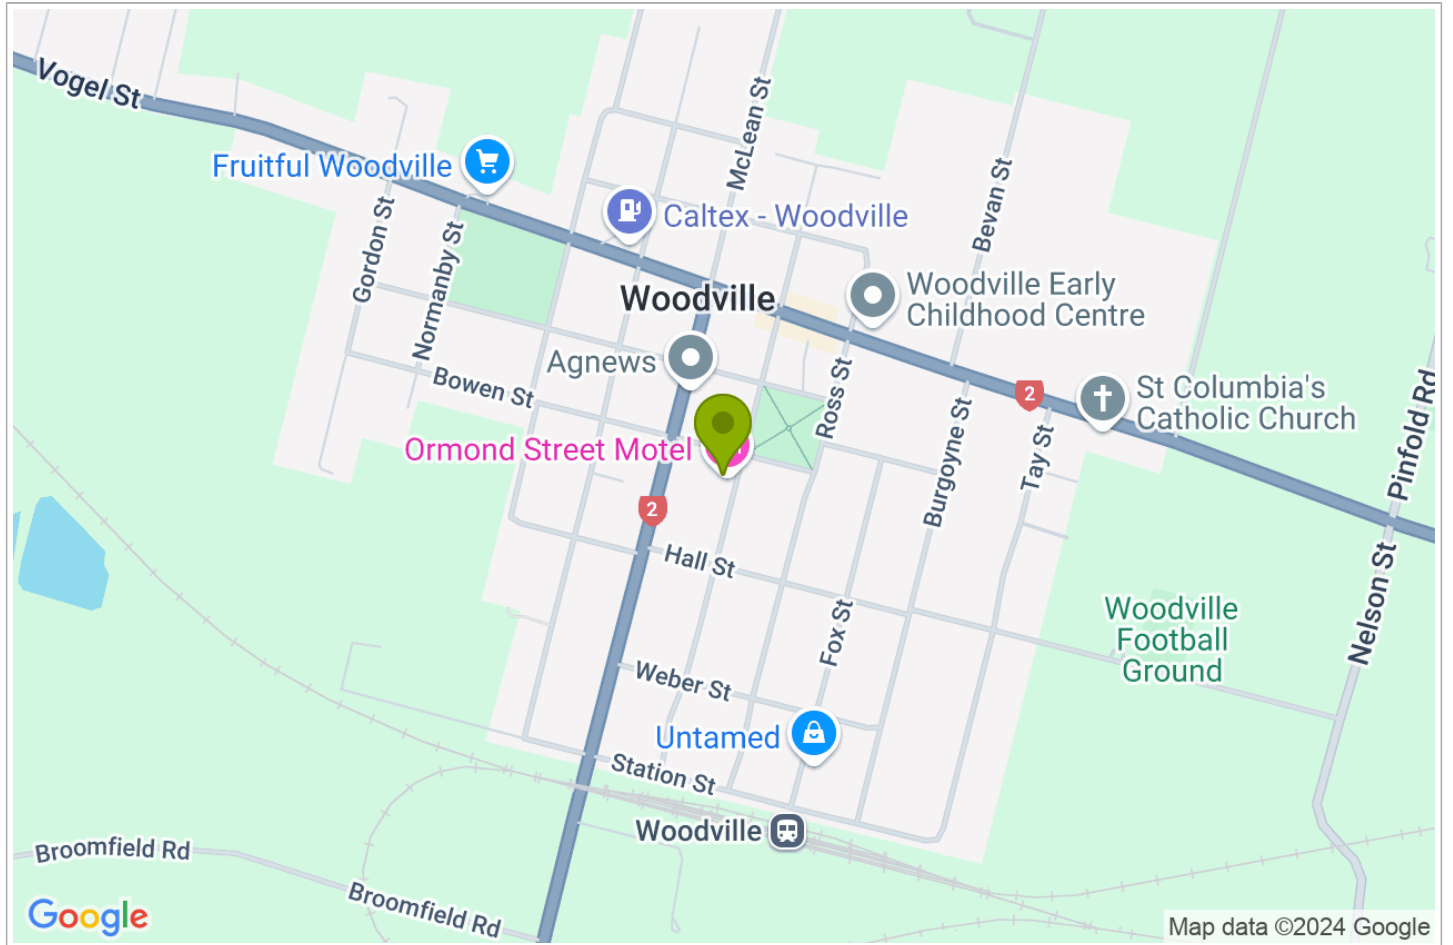 Vogel St
McLean St
Fruitful Woodville
Caltex - Woodville
Bevan St
Gordon St
Normanby St
Woodville
Woodville Early
Childhood Centre
Agnews
Bowen St
Ross St
2
St Columbia's
Catholic Church
Pinfold Rd
Ormond Street Motel
Burgoyne St
Tay St
2
Hall St
Nelson St
Woodville
Football
Ground
Fox St
Weber St
Untamed
Station St
Woodville
Broomfield Rd
Broomfield Rd
Google
Map data ©2024 Google